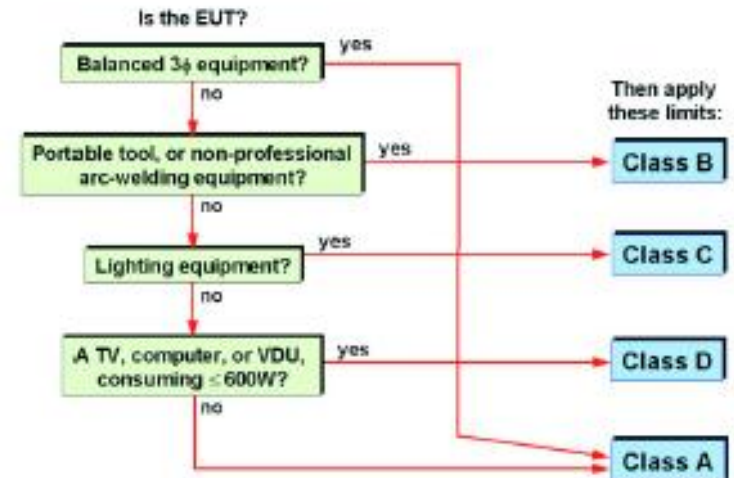 Is the EUT?
Balanced 3ϕ equipment?
yes
no
Then apply
these limits:
Portable tool, or non-professional
arc-welding equipment?
yes
no
Class B
Lighting equipment?
yes
no
Class C
A TV, computer, or VDU,
consuming ≤ 600W?
yes
no
Class D
Class A